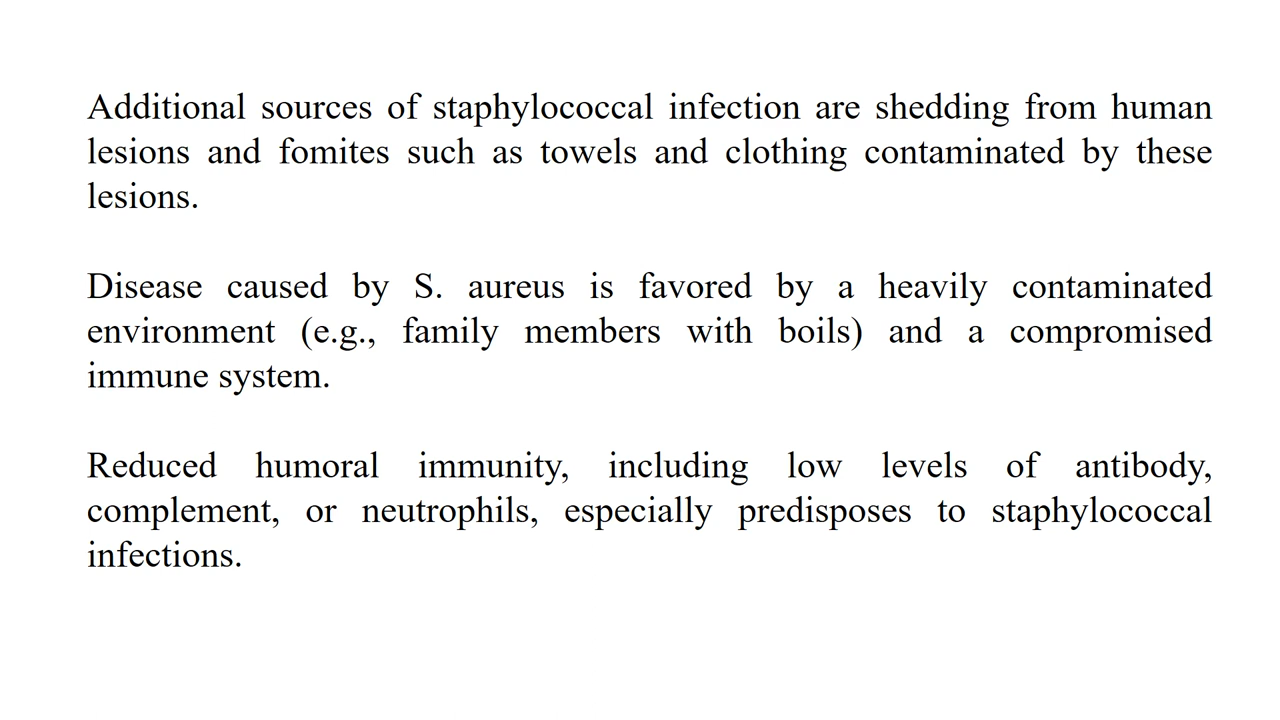 Additional sources of staphylococcal infection are shedding from human
lesions and fomites such as towels and clothing contaminated by these
lesions.
Disease caused by S. aureus is favored by a heavily contaminated
environment (e.g., family members with boils) and a compromised
immune system.
Reduced humoral immunity, including low levels of antibody,
complement, or neutrophils, especially predisposes to staphylococcal
infections.